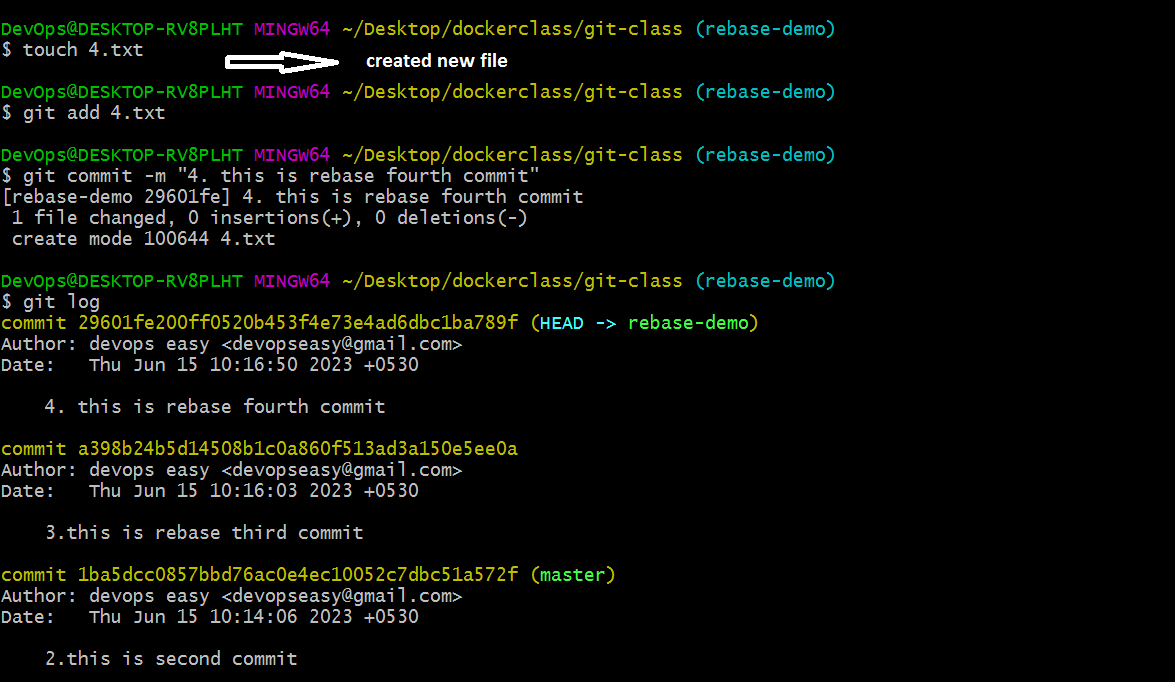 DevOps@DESKTOP-RV8PLHT MINGW64 ~/Desktop/dockerclass/git-class (rebase-demo)
$ touch 4.txt
created new file
DevOps@DESKTOP-RV8PLHT MINGW64 ~/Desktop/dockerclass/git-class (rebase-demo)
$ git add 4.txt
DevOps@DESKTOP-RV8PLHT MINGW64 ~/Desktop/dockerclass/git-class (rebase-demo)
$ git commit -m "4. this is rebase fourth commit"
[rebase-demo 29601fe] 4. this is rebase fourth commit
 1 file changed, 0 insertions(+), 0 deletions(-)
 create mode 100644 4.txt
DevOps@DESKTOP-RV8PLHT MINGW64 ~/Desktop/dockerclass/git-class (rebase-demo)
$ git log
commit 29601fe200ff0520b453f4e73e4ad6dbc1ba789f (HEAD -> rebase-demo)
Author: devops easy <devopseasy@gmail.com>
Date:   Thu Jun 15 10:16:50 2023 +0530
    4. this is rebase fourth commit
commit a398b24b5d14508b1c0a860f513ad3a150e5ee0a
Author: devops easy <devopseasy@gmail.com>
Date:   Thu Jun 15 10:16:03 2023 +0530
    3.this is rebase third commit
commit 1ba5dcc0857bbd76ac0e4ec10052c7dbc51a572f (master)
Author: devops easy <devopseasy@gmail.com>
Date:   Thu Jun 15 10:14:06 2023 +0530
    2.this is second commit